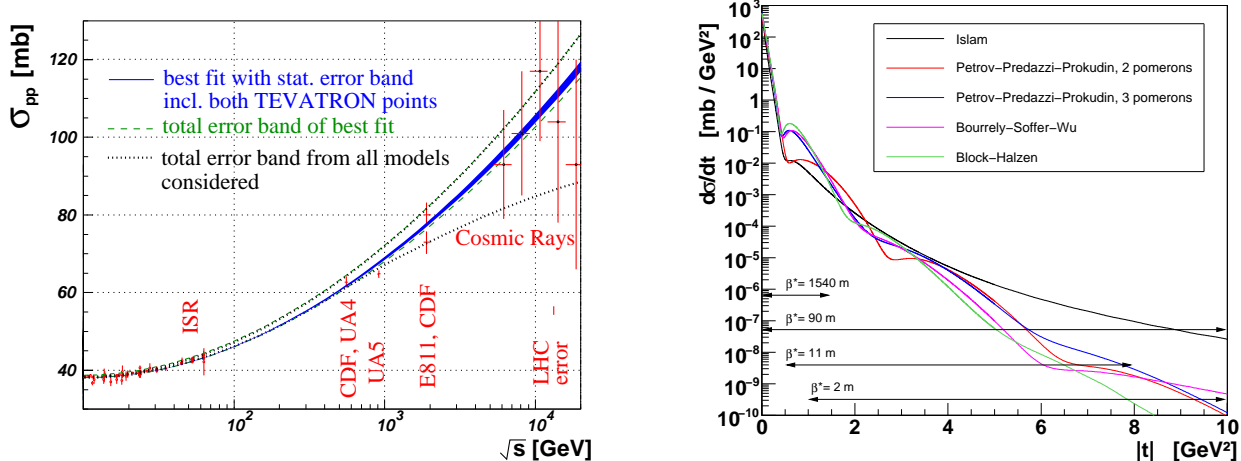 σpp [mb]
120
100
80
60
40
best fit with stat. error band
incl. both TEVATRON points
total error band of best fit
total error band from all models
considered
Cosmic Rays
ISR
CDF, UA4
UA5
E811, CDF
LHC
error
10²
10³
10⁴
√s [GeV]
dσ/dt [mb / GeV²]
10³
10²
10
1
10⁻¹
10⁻²
10⁻³
10⁻⁴
10⁻⁵
10⁻⁶
10⁻⁷
10⁻⁸
10⁻⁹
10⁻¹⁰
Islam
Petrov−Predazzi−Prokudin, 2 pomerons
Petrov−Predazzi−Prokudin, 3 pomerons
Bourrely−Soffer−Wu
Block−Halzen
β*= 1540 m
β*= 90 m
β*= 11 m
β*= 2 m
0 2 4 6 8 10
|t| [GeV²]